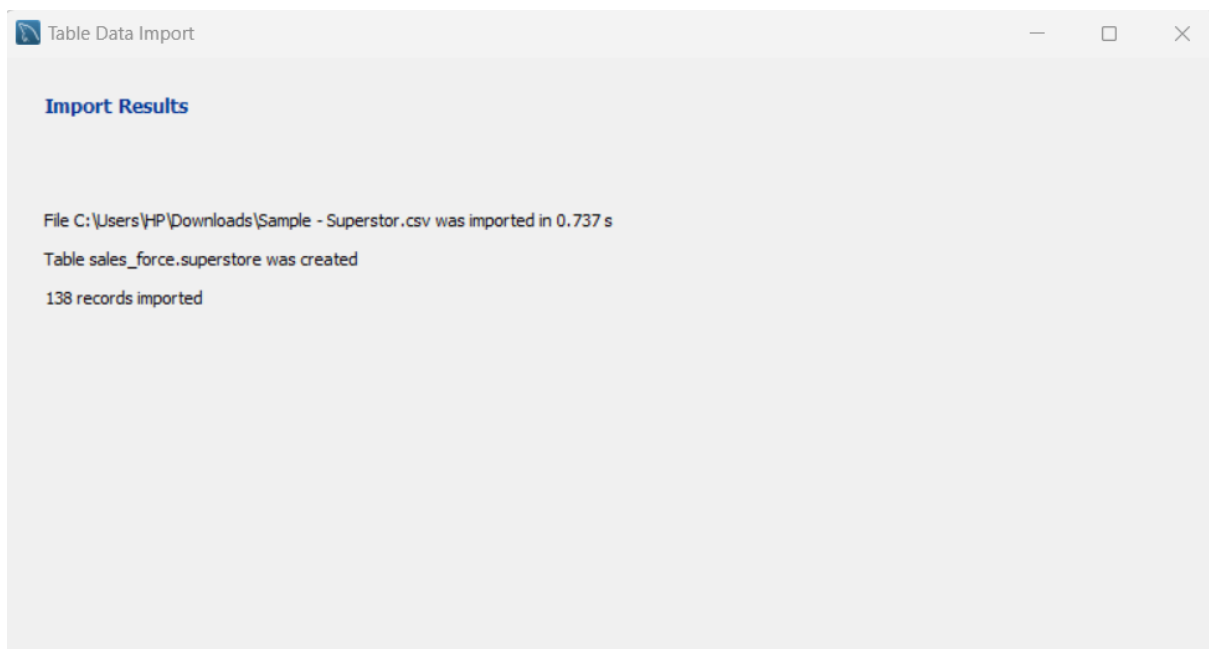 Table Data Import
Import Results
File C:\Users\HP\Downloads\Sample - Superstor.csv was imported in 0.737 s
Table sales_force.superstore was created
138 records imported